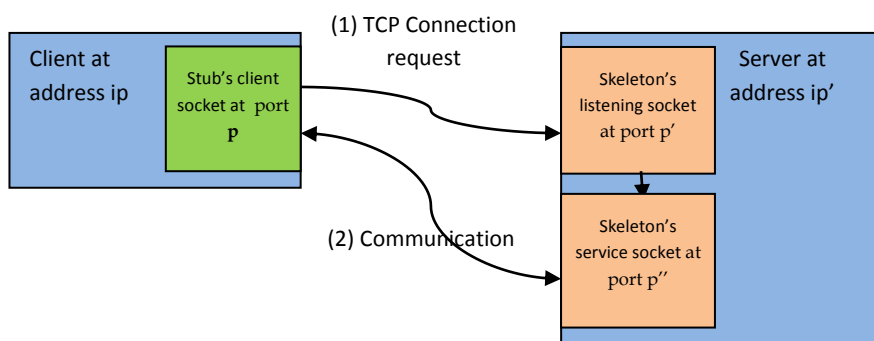 (1) TCP Connection
request
Client at
address ip
Stub's client
socket at port
p
Skeleton's
listening socket
at port p'
Server at
address ip'
(2) Communication
Skeleton's
service socket at
port p''